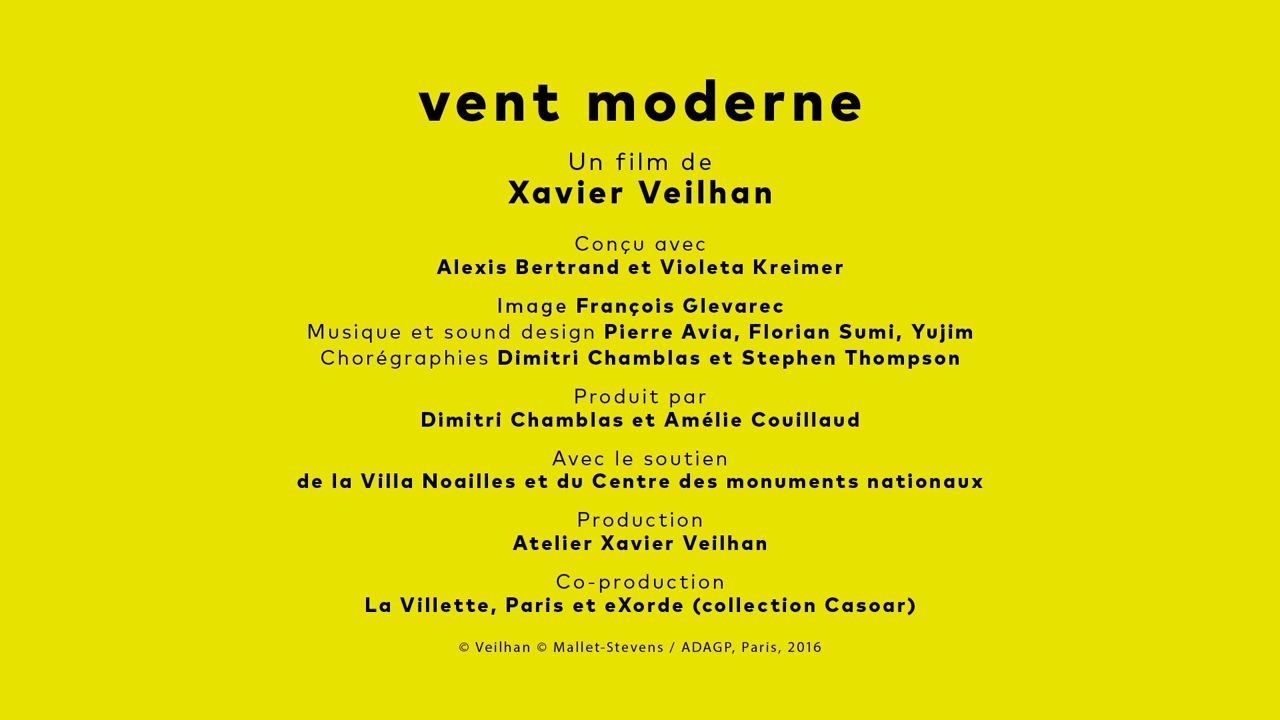 vent moderne
Un film de
Xavier Veilhan
Conçu avec
Alexis Bertrand et Violeta Kreimer
Image François Glevarec
Musique et sound design Pierre Avia, Florian Sumi, Yujim
Chorégraphies Dimitri Chamblas et Stephen Thompson
Produit par
Dimitri Chamblas et Amélie Couillaud
Avec le soutien
de la Villa Noailles et du Centre des monuments nationaux
Production
Atelier Xavier Veilhan
Co-production
La Villette, Paris et eXorde (collection Casoar)
© Veilhan © Mallet-Stevens / ADAGP, Paris, 2016